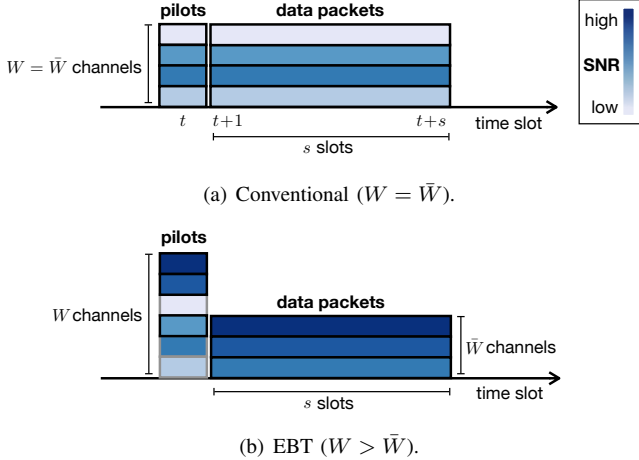 pilots data packets
high
SNR
low
W = W̄ channels
t t+1 t+s time slot
s slots
(a) Conventional (W = W̄).
pilots
data packets
W channels
W̄ channels
time slot
s slots
(b) EBT (W > W̄).